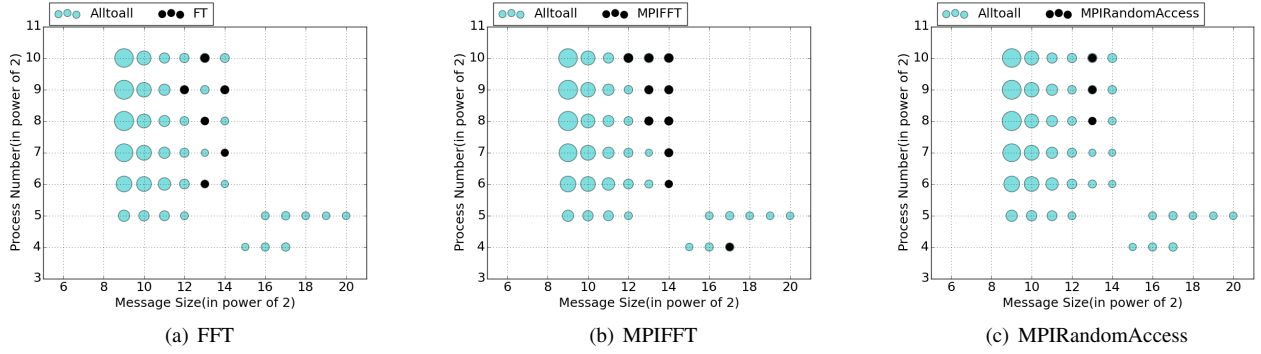 Alltoall FT
Process Number(in power of 2)
11
10
9
8
7
6
5
4
3
6 8 10 12 14 16 18 20
Message Size(in power of 2)
(a) FFT
Alltoall MPIFFT
Process Number(in power of 2)
11
10
9
8
7
6
5
4
3
6 8 10 12 14 16 18 20
Message Size(in power of 2)
(b) MPIFFT
Alltoall MPIRandomAccess
Process Number(in power of 2)
11
10
9
8
7
6
5
4
3
6 8 10 12 14 16 18 20
Message Size(in power of 2)
(c) MPIRandomAccess